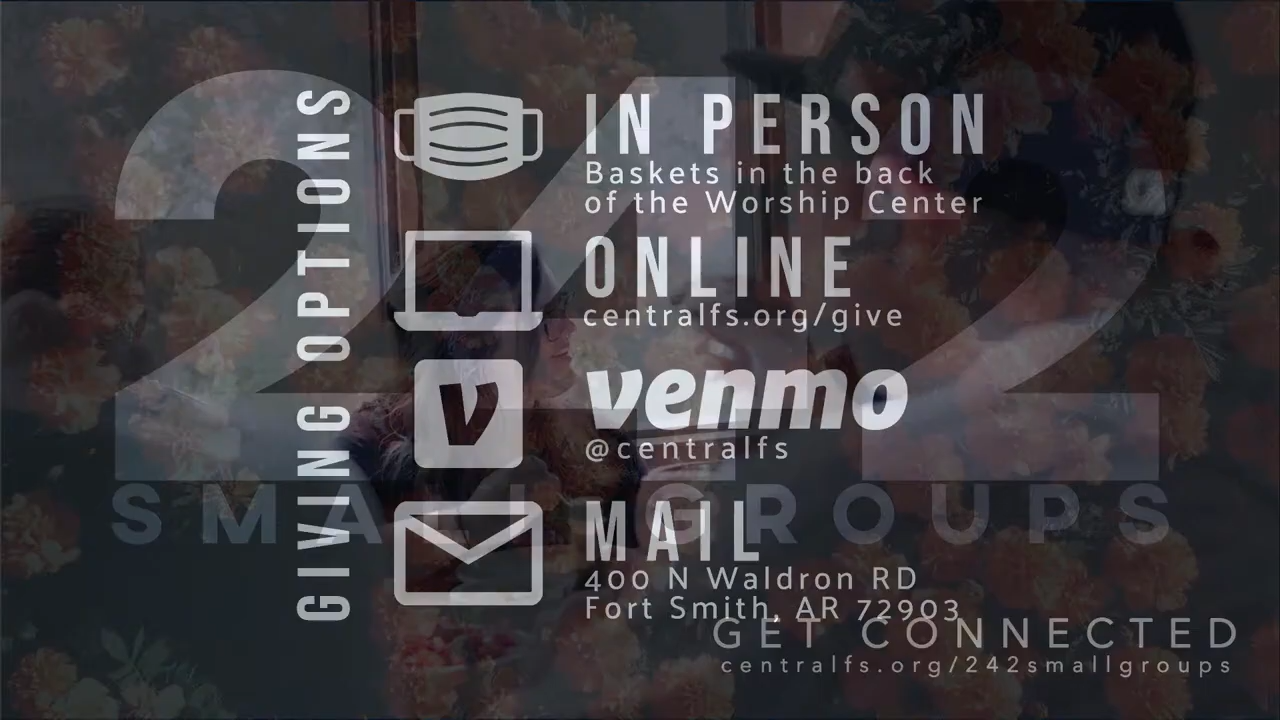 GIVING OPTIONS
IN PERSON
Baskets in the back
of the Worship Center
ONLINE
centralfs.org/give
V
venmo
@centralfs
MAIL
400 N Waldron RD
Fort Smith, AR 72903
242
SMALL GROUPS
GET CONNECTED
centralfs.org/242smallgroups